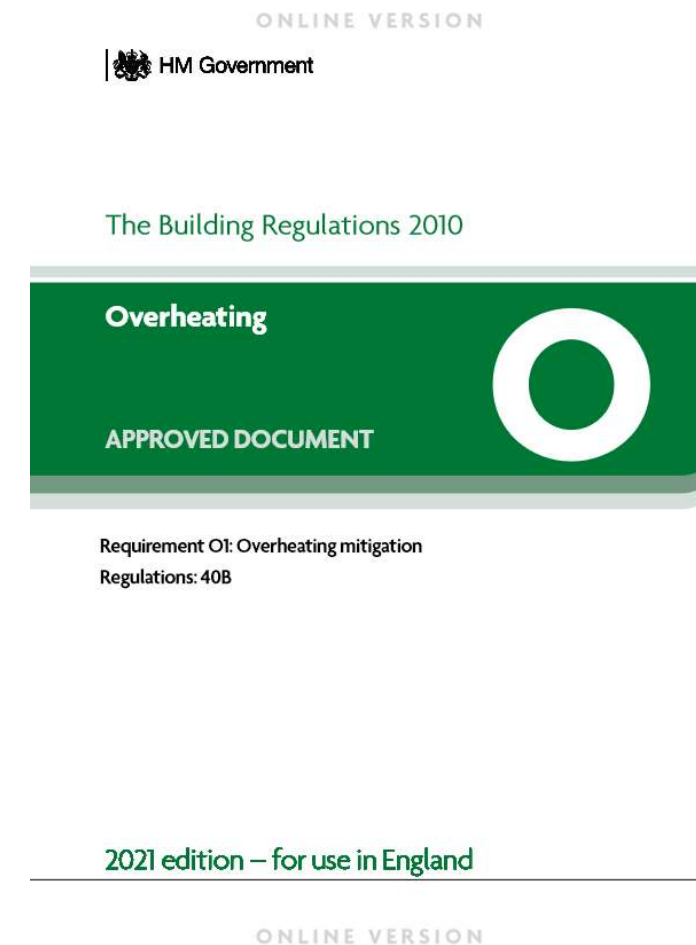 ONLINE VERSION
HM Government
The Building Regulations 2010
Overheating
O
APPROVED DOCUMENT
Requirement O1: Overheating mitigation
Regulations: 40B
2021 edition – for use in England
ONLINE VERSION